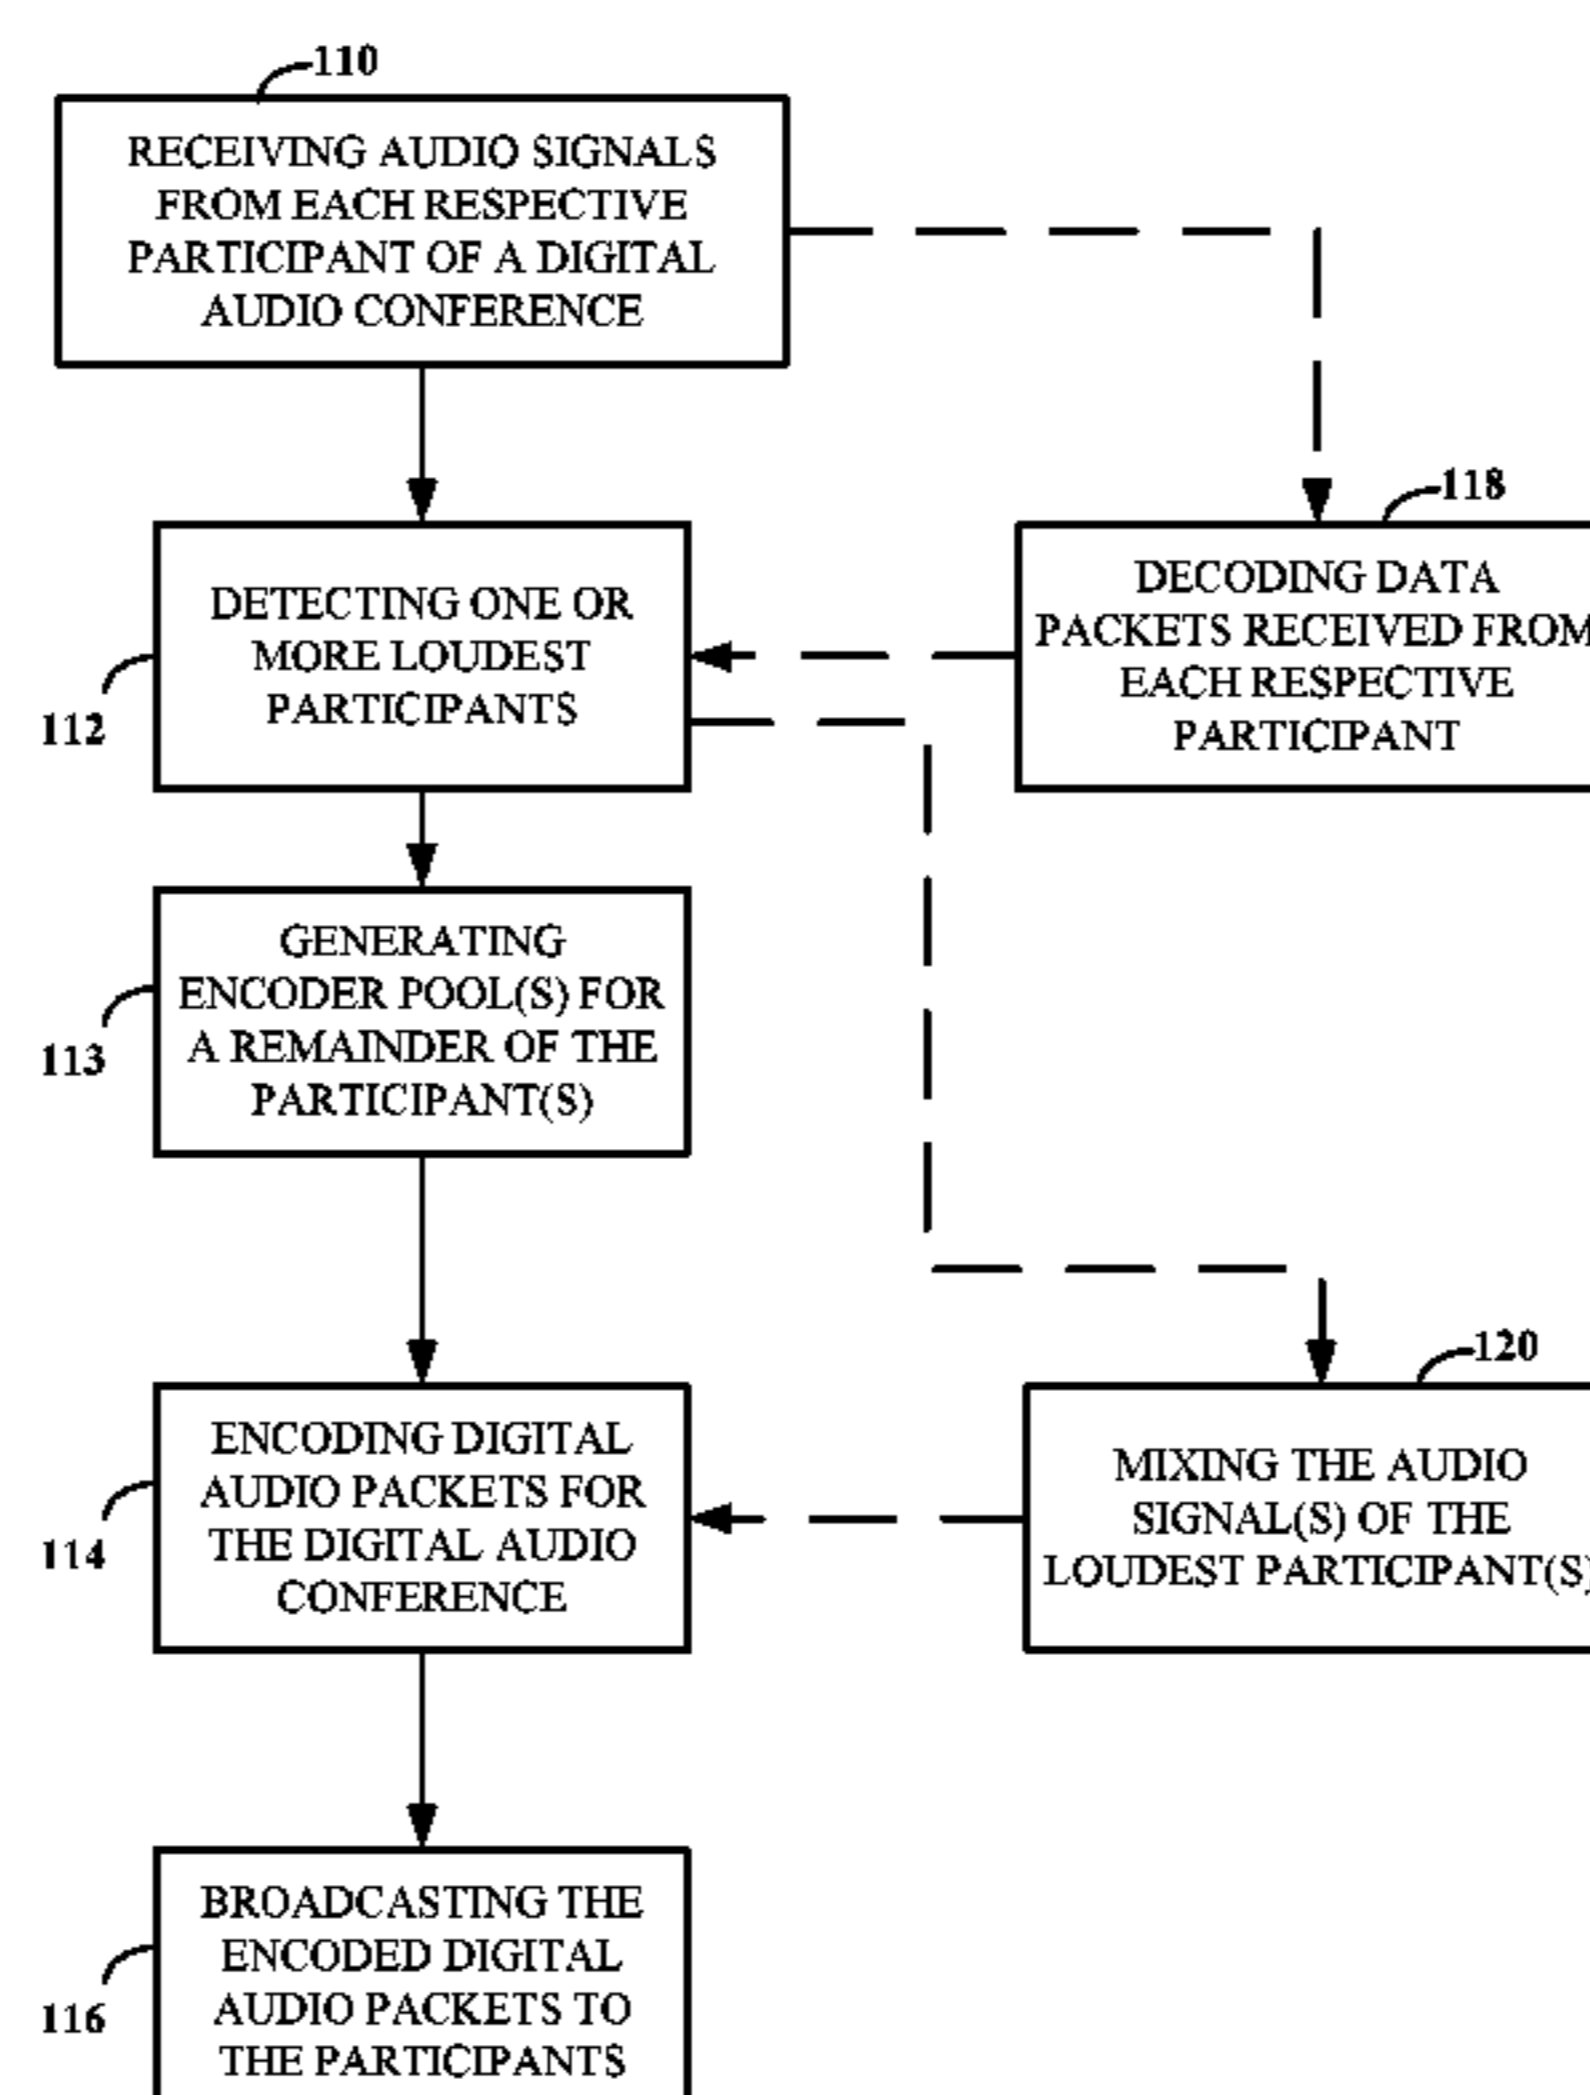 110
RECEIVING AUDIO SIGNALS
FROM EACH RESPECTIVE
PARTICIPANT OF A DIGITAL
AUDIO CONFERENCE
118
DECODING DATA
PACKETS RECEIVED FROM
EACH RESPECTIVE
PARTICIPANT
112
DETECTING ONE OR
MORE LOUDEST
PARTICIPANTS
113
GENERATING
ENCODER POOL(S) FOR
A REMAINDER OF THE
PARTICIPANT(S)
120
MIXING THE AUDIO
SIGNAL(S) OF THE
LOUDEST PARTICIPANT(S)
114
ENCODING DIGITAL
AUDIO PACKETS FOR
THE DIGITAL AUDIO
CONFERENCE
116
BROADCASTING THE
ENCODED DIGITAL
AUDIO PACKETS TO
THE PARTICIPANTS